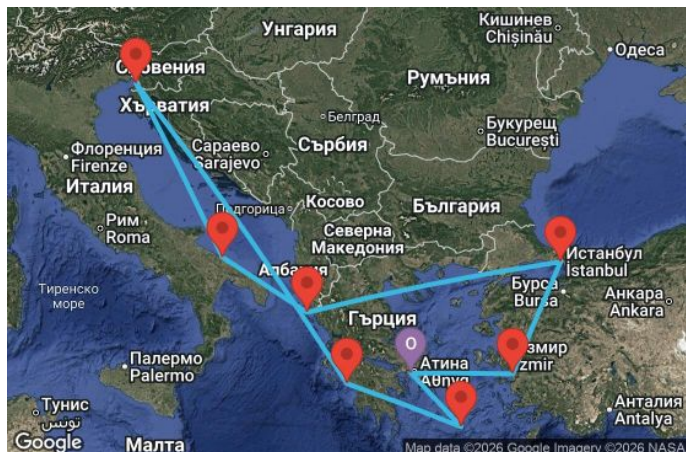 Кишинев
Chișinău
Унгария
Одеса
Словения
Румъния
Хърватия
Белград
Букурещ
București
Флоренция
Firenze
Сараево
Sarajevo
Сърбия
Италия
Подгорица
Косово
България
Рим
Roma
Северна
Македония
Истанбул
İstanbul
Албания
Тиренско
море
Бурса
Bursa
Анкара
Ankara
Гърция
O
Палермо
Palermo
Атина
Αθήνα
Измир
Izmir
Тунис
تونس
Анталия
Antalya
Google
Малта
Map data ©2026 Google Imagery ©2026 NASA